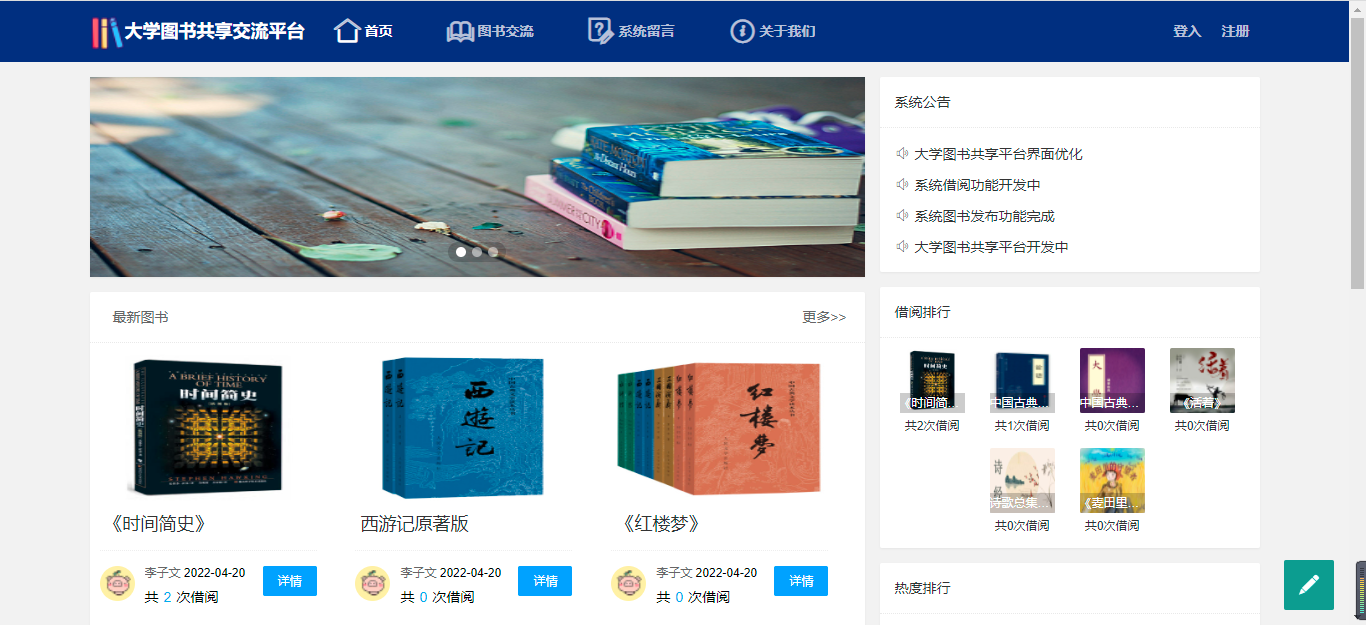 大学图书共享交流平台 首页 图书交流 系统留言 关于我们 登入 注册
系统公告
大学图书共享平台界面优化
系统借阅功能开发中
系统图书发布功能完成
大学图书共享平台开发中
最新图书 更多>>
A BRIEF HISTORY
OF TIME
时间简史
STEPHEN HAWKING
西遊記
红楼夢
《时间简史》
西游记原著版
《红楼梦》
李子文 2022-04-20
共 2 次借阅
详情
李子文 2022-04-20
共 0 次借阅
详情
李子文 2022-04-20
共 0 次借阅
详情
借阅排行
《时间简...
共2次借阅
中国古典...
共1次借阅
中国古典...
共0次借阅
活着
《活着》
共0次借阅
诗歌总集...
共0次借阅
《麦田里...
共0次借阅
热度排行